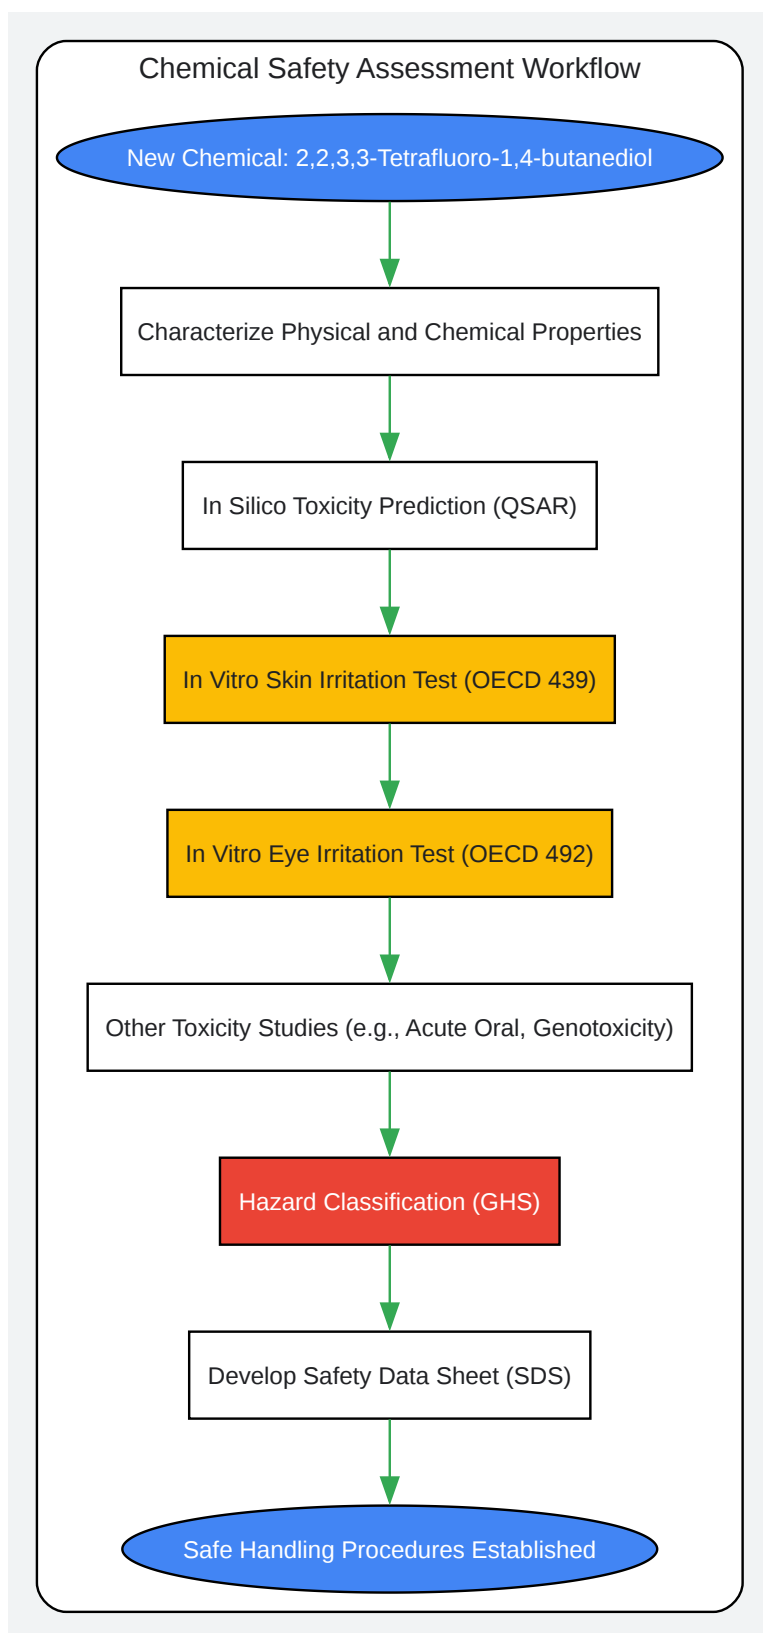 Chemical Safety Assessment Workflow
New Chemical: 2,2,3,3-Tetrafluoro-1,4-butanediol
Characterize Physical and Chemical Properties
In Silico Toxicity Prediction (QSAR)
In Vitro Skin Irritation Test (OECD 439)
In Vitro Eye Irritation Test (OECD 492)
Other Toxicity Studies (e.g., Acute Oral, Genotoxicity)
Hazard Classification (GHS)
Develop Safety Data Sheet (SDS)
Safe Handling Procedures Established